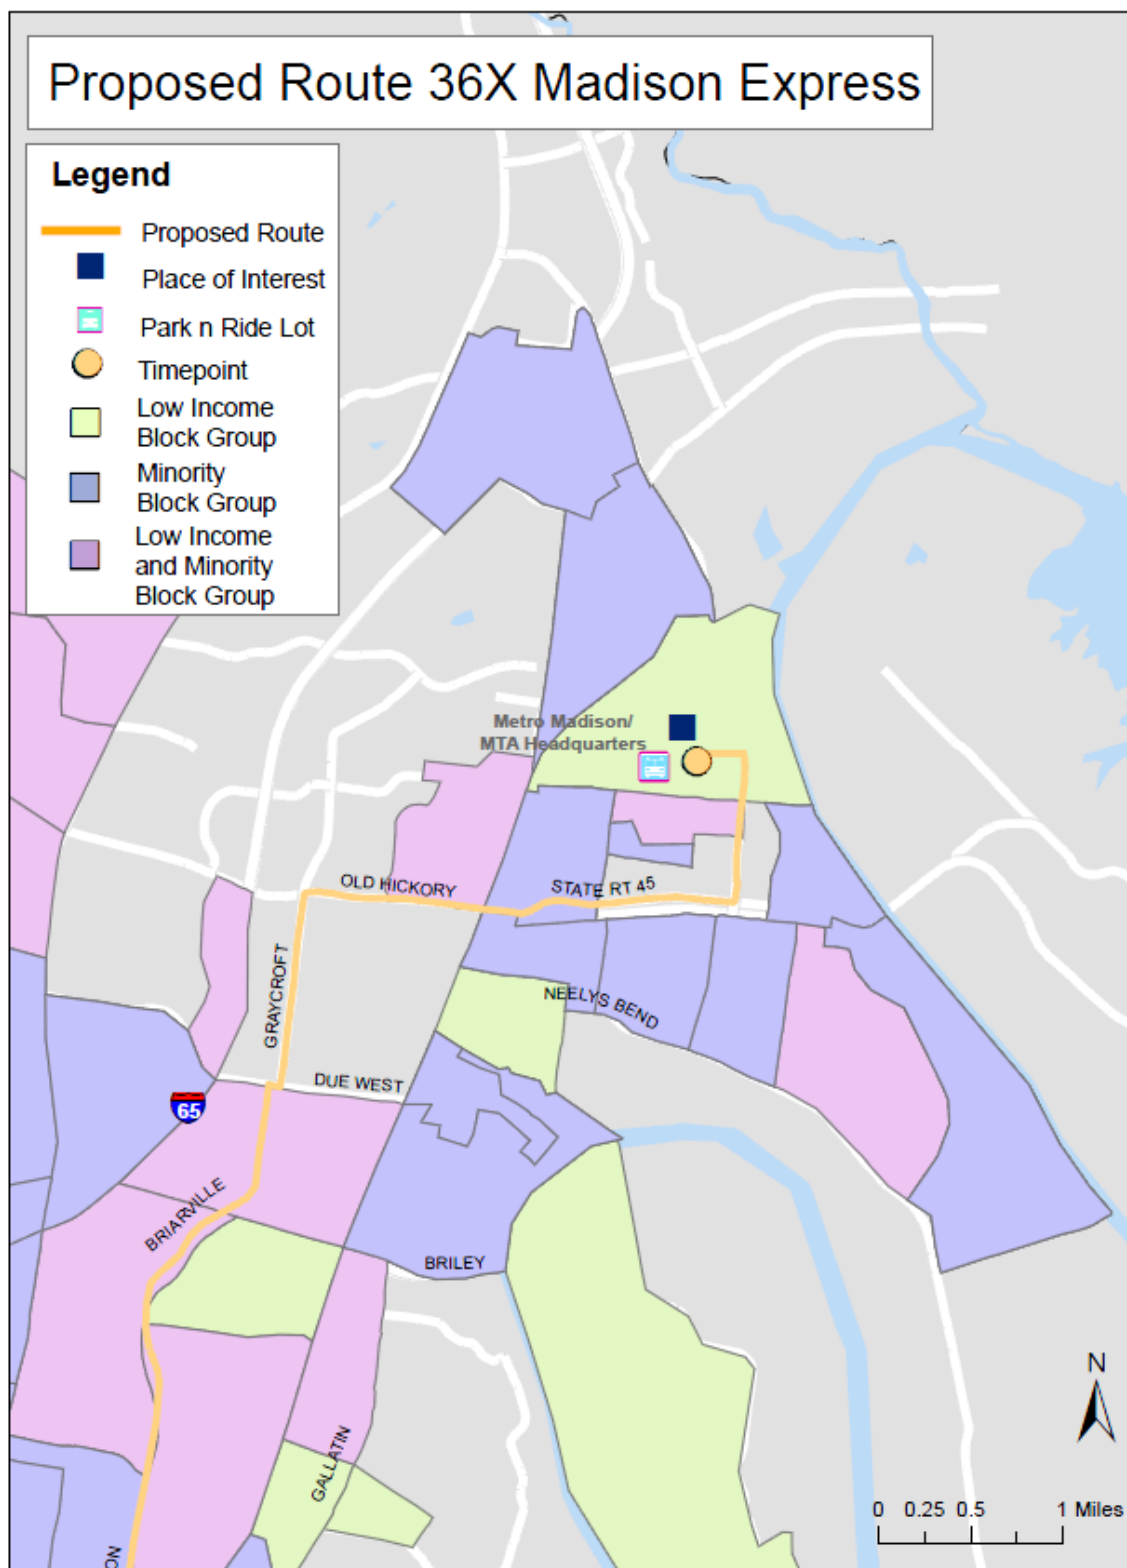 Proposed Route 36X Madison Express
Legend
Proposed Route
Place of Interest
Park n Ride Lot
Timepoint
Low Income
Block Group
Minority
Block Group
Low Income
and Minority
Block Group
Metro Madison/
MTA Headquarters
OLD HICKORY
STATE RT 45
GRAYCROFT
NEELYS BEND
DUE WEST
65
BRIARVILLE
BRILEY
GALLATIN
ON
N
0 0.25 0.5 1 Miles